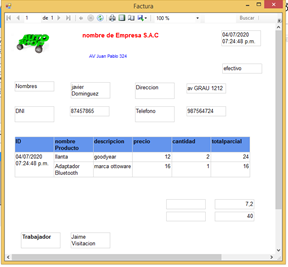 Factura
1 de 1
100 %
Buscar
nombre de Empresa S.A.C
04/07/2020
07:24:48 p.m.
AV Juan Pablo 324
efectivo
Nombres javier Dominguez Direccion av GRAU 1212
DNI 87457865 Telefono 987564724
ID nombre Producto descripcion precio cantidad totalparcial
04/07/2020 07:24:48 p.m. llanta goodyear 12 2 24
Adaptador Bluetooth marca ottoware 16 1 16
7.2
40
Trabajador Jaime Visitacion